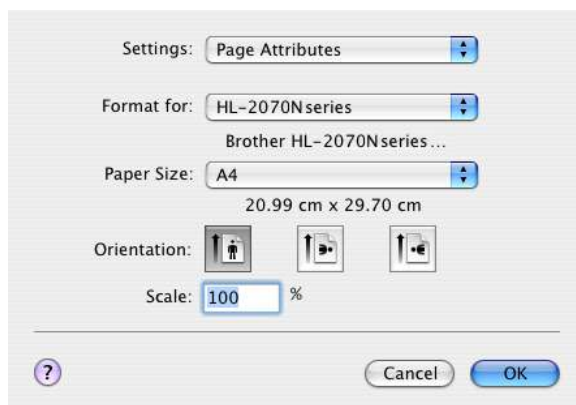 Settings: Page Attributes
Format for: HL-2070N series
Brother HL-2070N series...
Paper Size: A4
20.99 cm x 29.70 cm
Orientation:
Scale: 100 %
? Cancel OK